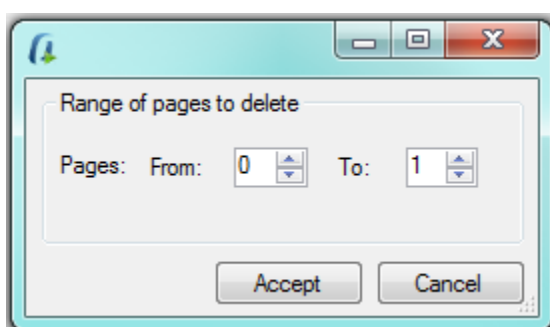 Range of pages to delete
Pages: From: 0 To: 1
Accept Cancel